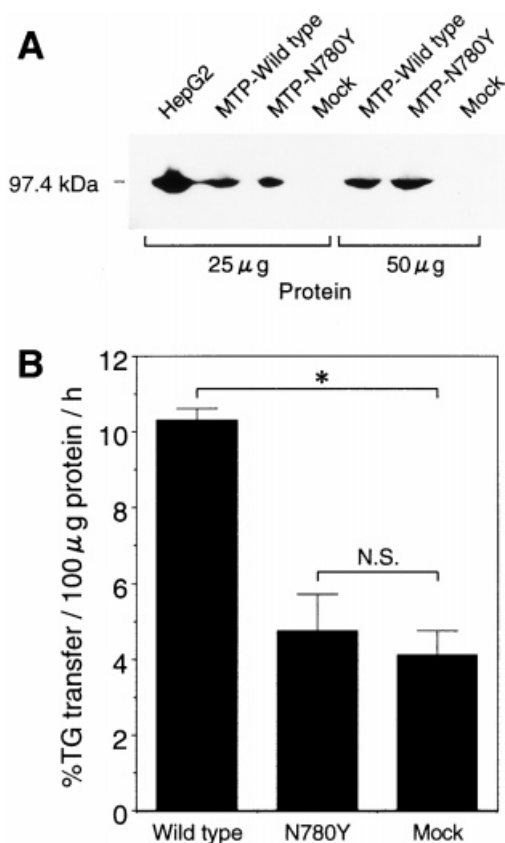 A
HepG2
MTP-Wild type
MTP-N780Y
Mock
MTP-Wild type
MTP-N780Y
Mock
97.4 kDa
25 μg
50 μg
Protein
B
%TG transfer / 100 μg protein / h
12
10
8
6
4
2
0
*
N.S.
Wild type
N780Y
Mock